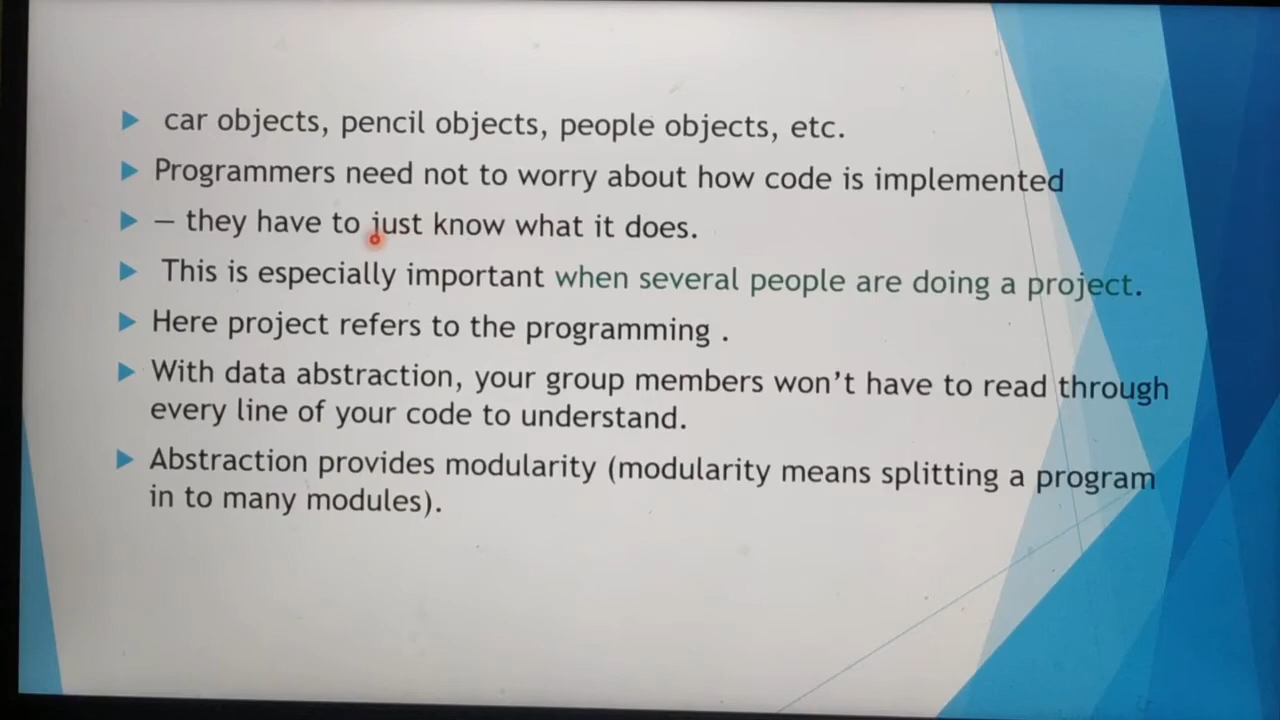 car objects, pencil objects, people objects, etc.
Programmers need not to worry about how code is implemented
— they have to just know what it does.
This is especially important when several people are doing a project.
Here project refers to the programming .
With data abstraction, your group members won't have to read through
every line of your code to understand.
Abstraction provides modularity (modularity means splitting a program
in to many modules).